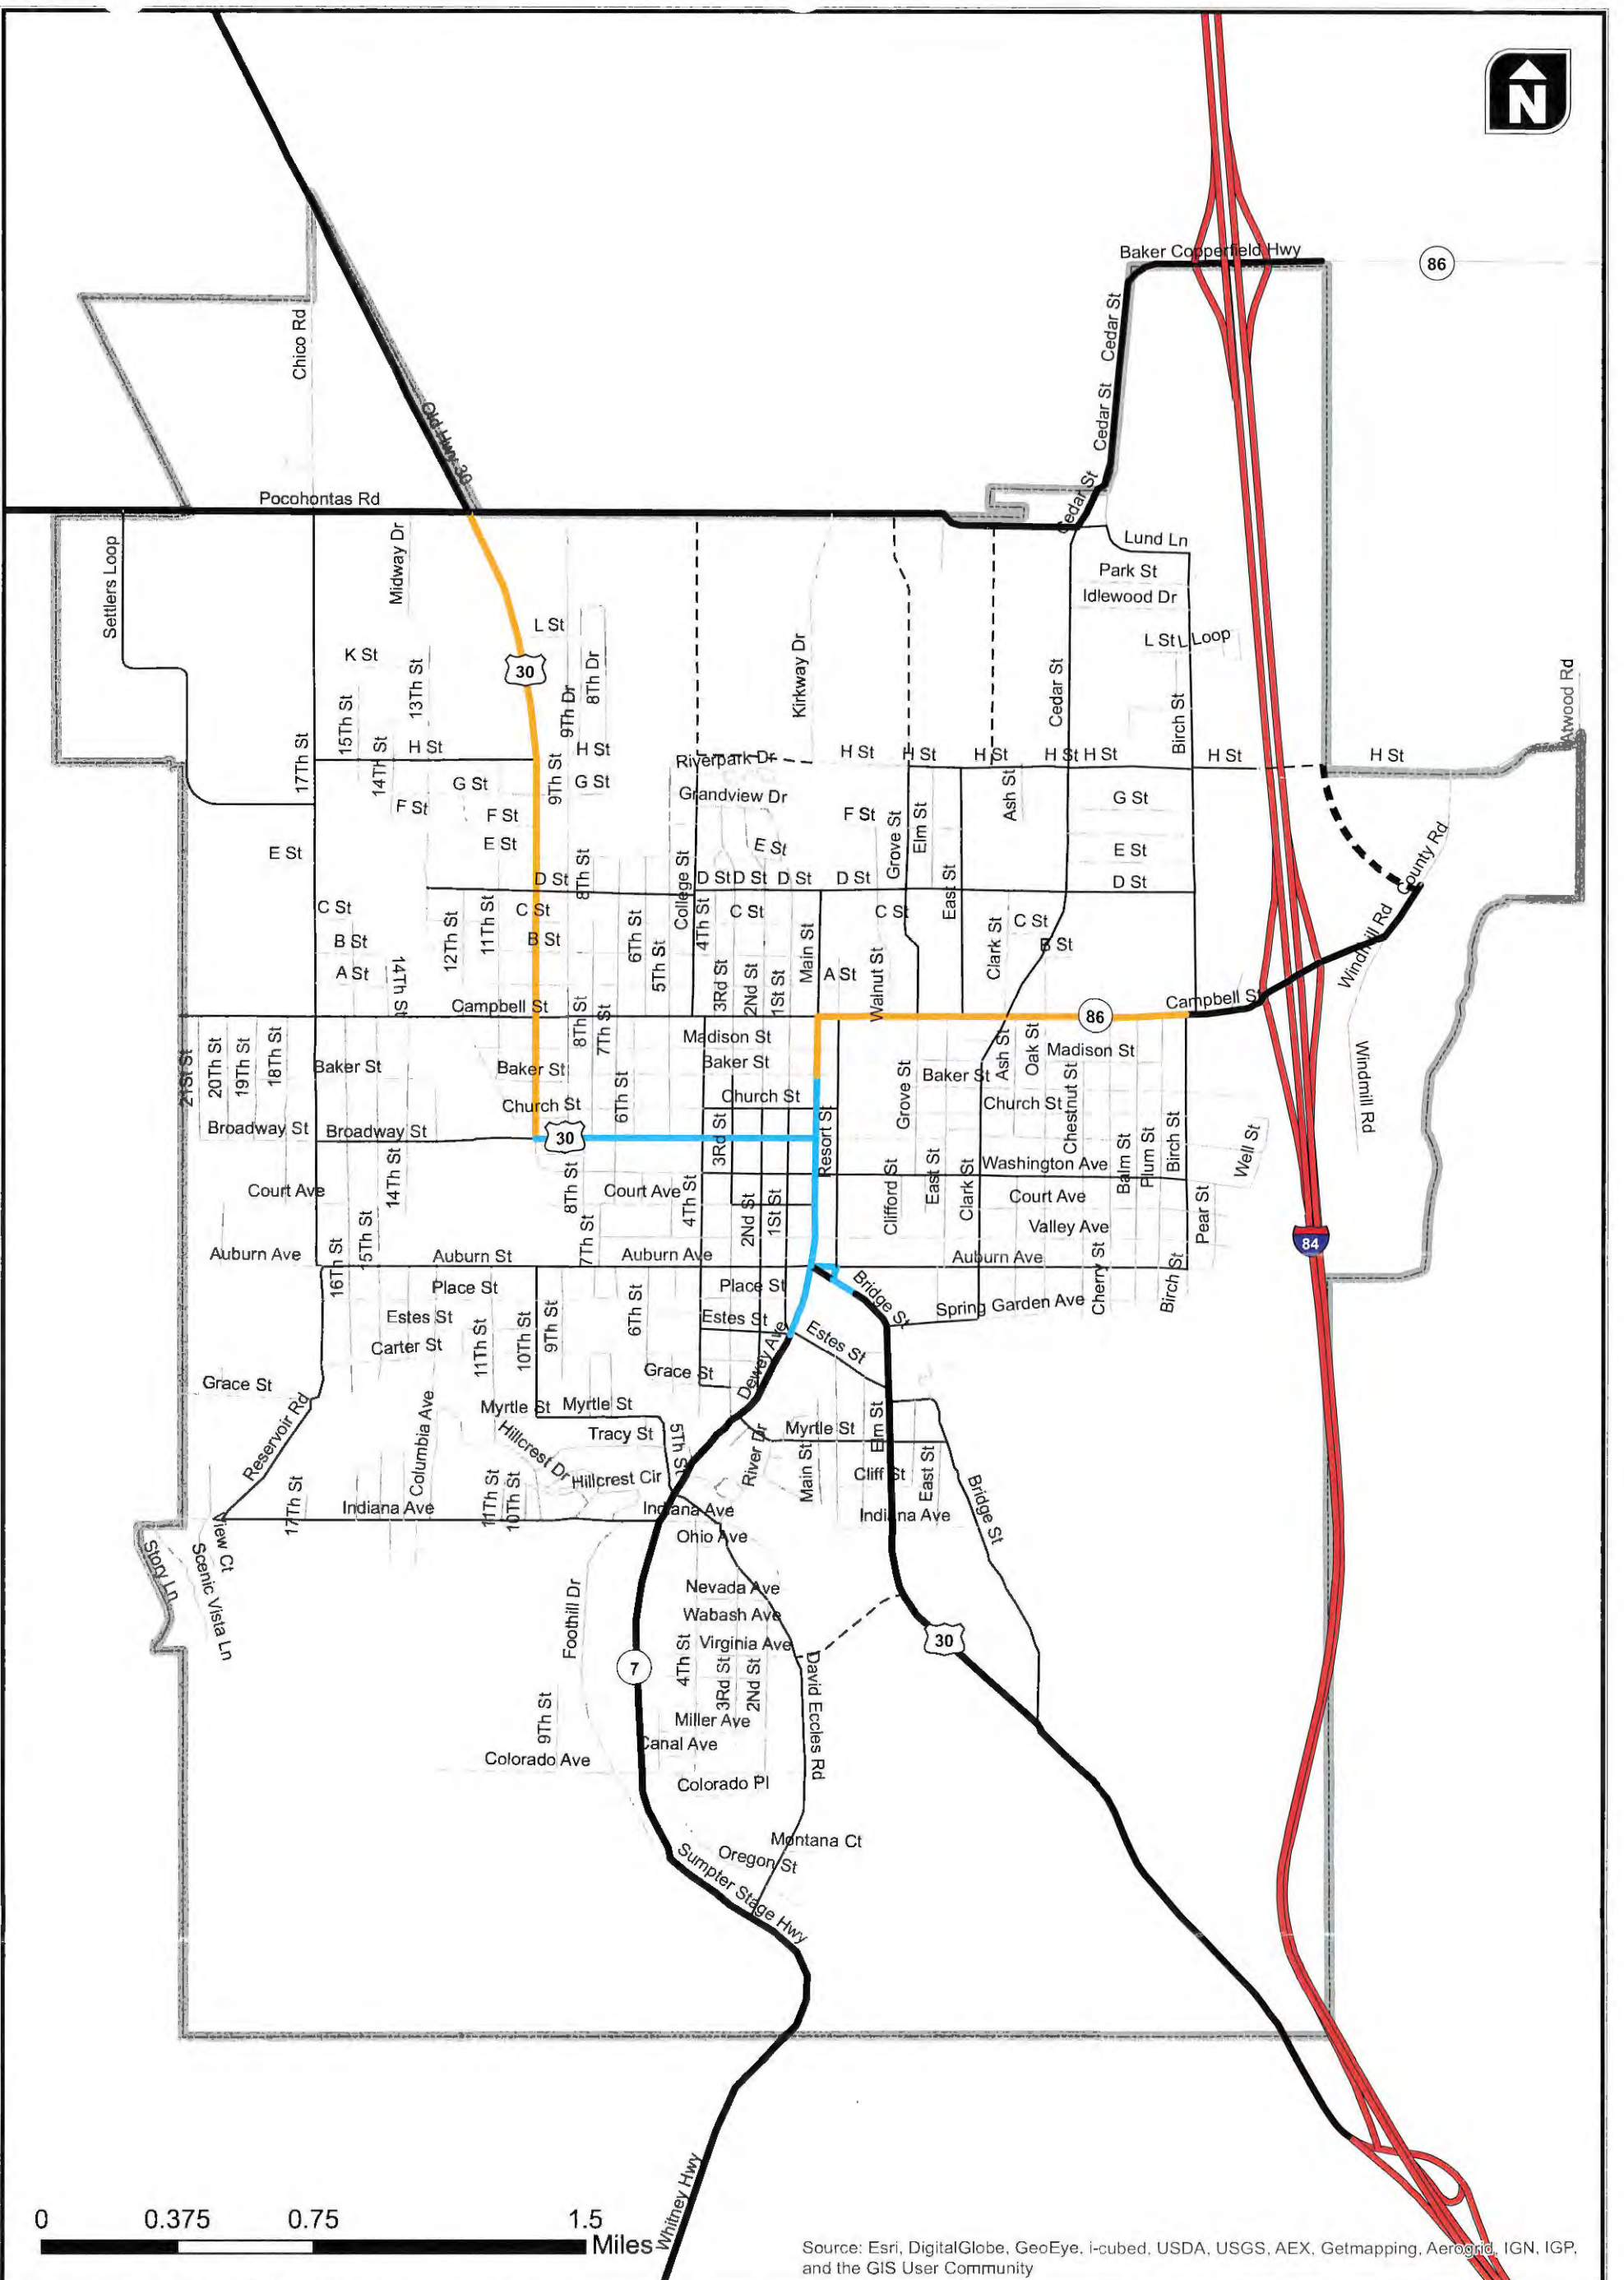 N
Baker Copperfield Hwy
86
Chico Rd
Cedar St
Cedar St
Old Hwy 30
Cedar St
Pocohontas Rd
Midway Dr
Lund Ln
Settlers Loop
Park St
Idlewood Dr
L St
L St L Loop
K St
30
Kirkway Dr
8Th Dr
13Th St
9Th Dr
Cedar St
15Th St
Birch St
Atwood Rd
17Th St
14Th St
H St
H St
Riverpark Dr
H St
H St
H St
H St H St
H St
H St
G St
9Th St
G St
Grandview Dr
Ash St
G St
F St
F St
F St
Grove St
Elm St
E St
E St
E St
E St
County Rd
D St
8Th St
College St
D St D St
D St
D St
East St
D St
C St
11Th St
C St
6Th St
4Th St
C St
C St
C St
B St
12Th St
B St
5Th St
Main St
Clark St
B St
Windmill Rd
A St
14Th St
3Rd St
2Nd St
1St St
A St
Walnut St
Campbell St
Campbell St
86
8Th St
7Th St
Madison St
Ash St
Oak St
Madison St
21St St
20Th St
19Th St
18Th St
Baker St
Baker St
6Th St
Baker St
Grove St
Baker St
Chestnut St
Windmill Rd
Church St
Church St
Church St
Broadway St
Broadway St
30
3Rd St
Resort St
Balm St
Plum St
Birch St
Well St
Washington Ave
Court Ave
14Th St
8Th St
Court Ave
4Th St
2Nd St
1St St
Clifford St
East St
Clark St
Court Ave
Pear St
Valley Ave
15Th St
7Th St
Auburn Ave
Auburn St
Auburn Ave
Auburn Ave
84
16Th St
Place St
Place St
Bridge St
Cherry St
Birch St
Estes St
9Th St
6Th St
Estes St
Spring Garden Ave
Carter St
11Th St
10Th St
Dewey Ave
Estes St
Grace St
Grace St
Reservoir Rd
Columbia Ave
Myrtle St
Myrtle St
Hillcrest Dr
Tracy St
5Th St
River Dr
Myrtle St
Elm St
Main St
Cliff St
East St
Hillcrest Cir
17Th St
Indiana Ave
11Th St
10Th St
Indiana Ave
Indiana Ave
Bridge St
Ohio Ave
View Ct
Story Ln
Scenic Vista Ln
Foothill Dr
Nevada Ave
Wabash Ave
Virginia Ave
30
7
4Th St
3Rd St
2Nd St
David Eccles Rd
9Th St
Miller Ave
Canal Ave
Colorado Ave
Colorado Pl
Montana Ct
Oregon St
Sumpter Stage Hwy
Whitney Hwy
0 0.375 0.75 1.5
Miles
Source: Esri, DigitalGlobe, GeoEye, i-cubed, USDA, USGS, AEX, Getmapping, Aerogrid, IGN, IGP,
and the GIS User Community